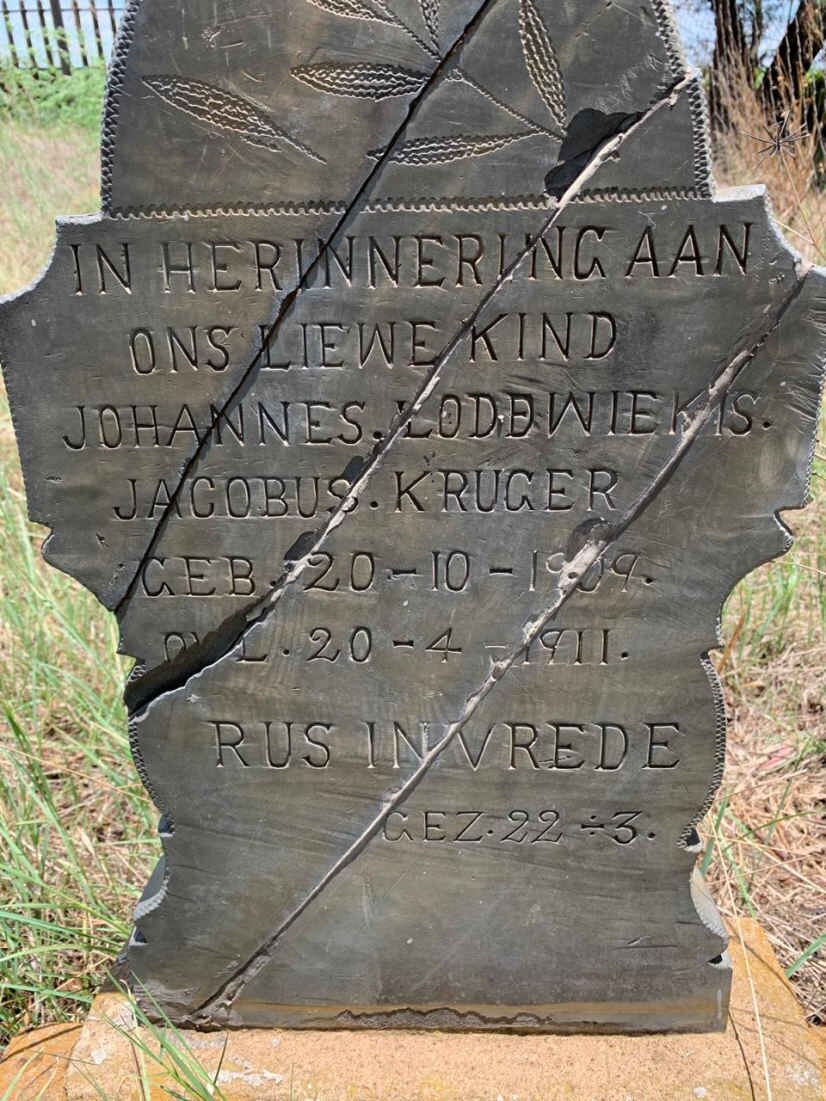 IN HERINNERING AAN
ONS LIEWE KIND
JOHANNES. LODDWIEKIS.
JACOBUS. KRUGER
GEB. 20-10-1909.
OVL. 20-4-1911.
RUS IN VREDE
GEZ. 22÷3.